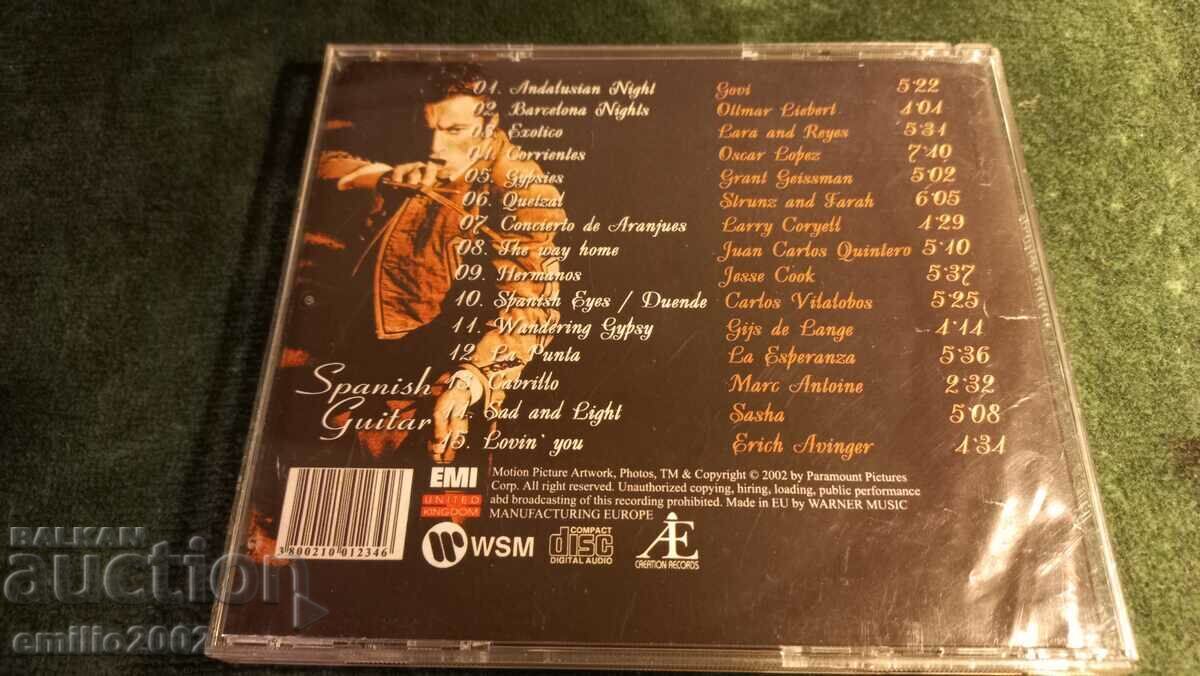 01. Andalusian Night Govi 5:22
02. Barcelona Nights Ottmar Liebert 4:04
03. Exotico Lara and Reyes 5:31
04. Corrientes Oscar Lopez 7:10
05. Gypsies Grant Geissman 5:02
06. Quetzal Strunz and Farah 6:05
07. Concierto de Aranjues Larry Coryell 4:29
08. The way home Juan Carlos Quintero 5:10
09. Hermanos Jesse Cook 5:37
10. Spanish Eyes / Duende Carlos Vilalobos 5:25
11. Wandering Gypsy Gijs de Lange 4:14
12. La Punta La Esperanza 5:36
13. Cabrillo Marc Antoine 2:32
14. Sad and Light Sasha 5:08
15. Lovin' you Erich Avinger 4:34
Spanish
Guitar
EMI
UNITED
KINGDOM
Motion Picture Artwork, Photos, TM & Copyright © 2002 by Paramount Pictures
Corp. All right reserved. Unauthorized copying, hiring, loading, public performance
abd broadcasting of this recording prohibited. Made in EU by WARNER MUSIC
MANUFACTURING EUROPE
3 800210 012346
WSM
COMPACT
disc
DIGITAL AUDIO
Æ
CREATION RECORDS
BALKAN
auction
emilio2002